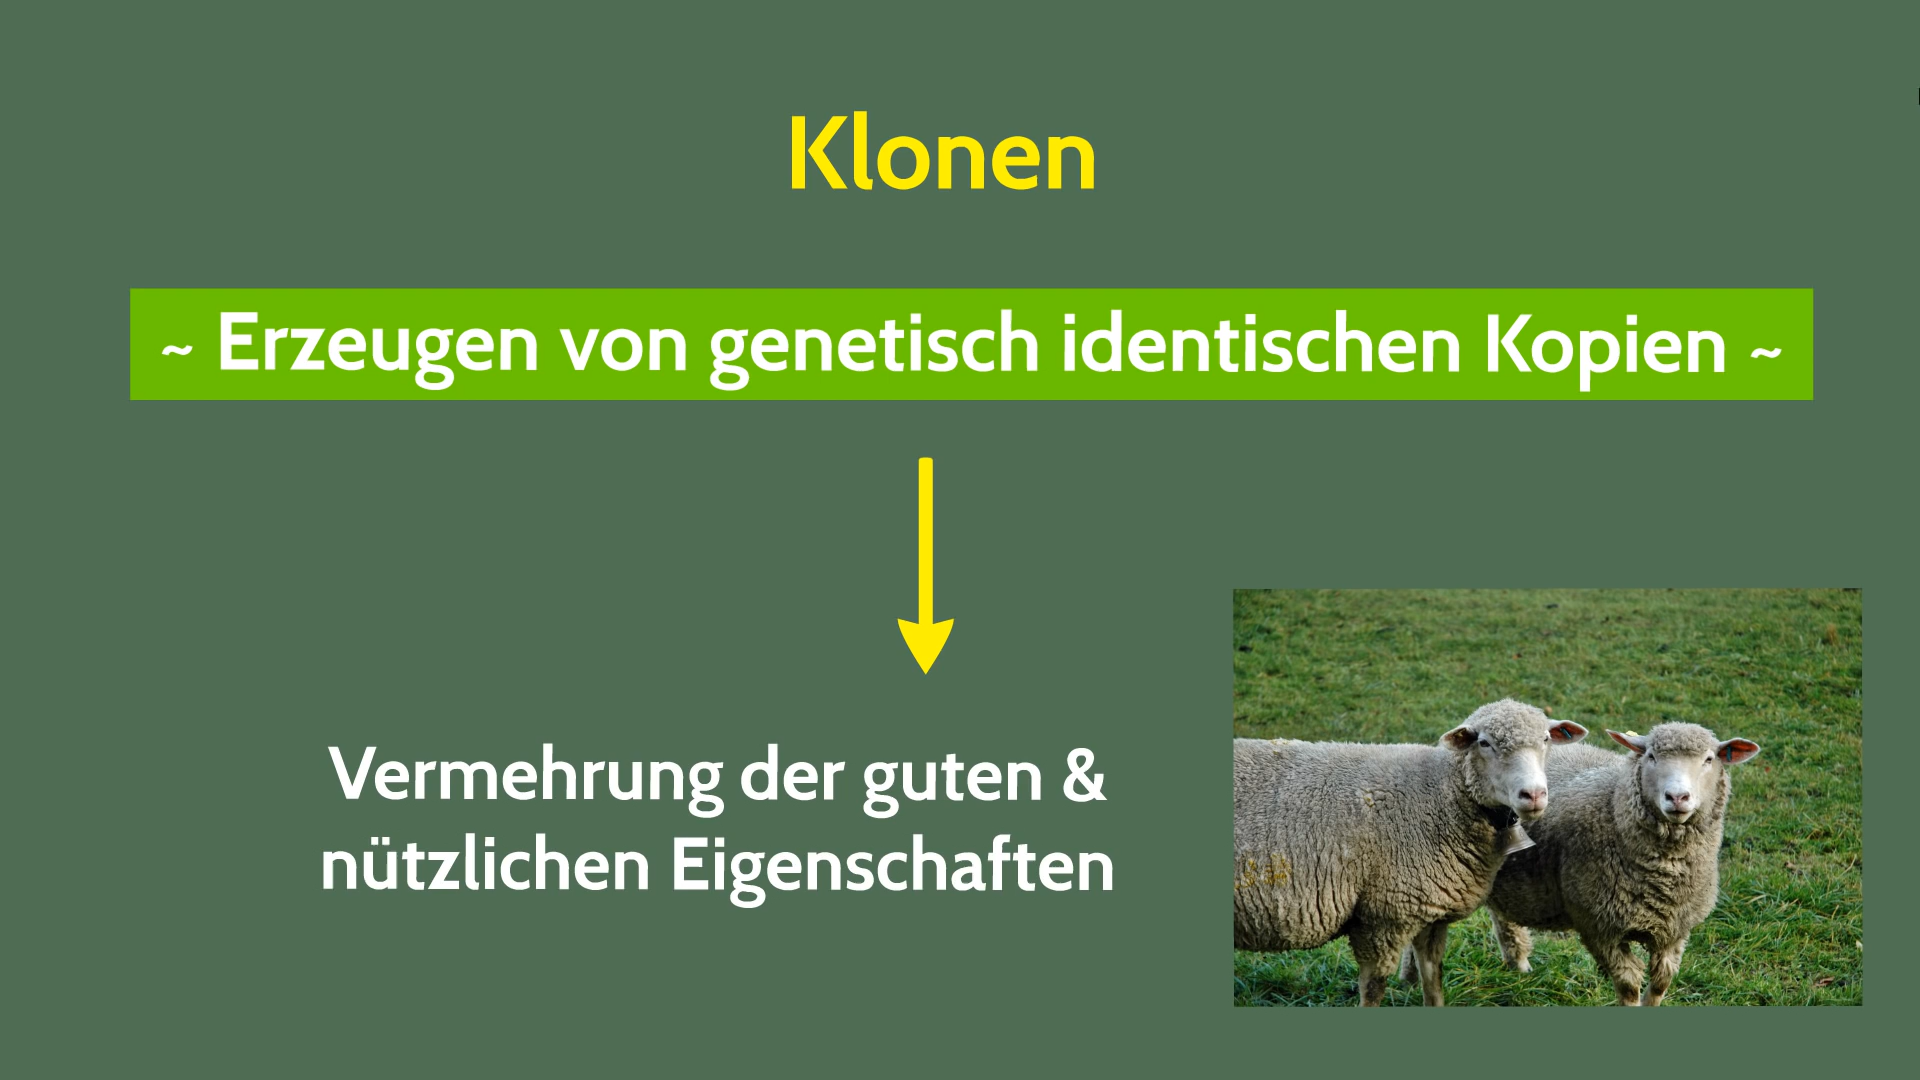 Klonen
~ Erzeugen von genetisch identischen Kopien ~
Vermehrung der guten &
nützlichen Eigenschaften